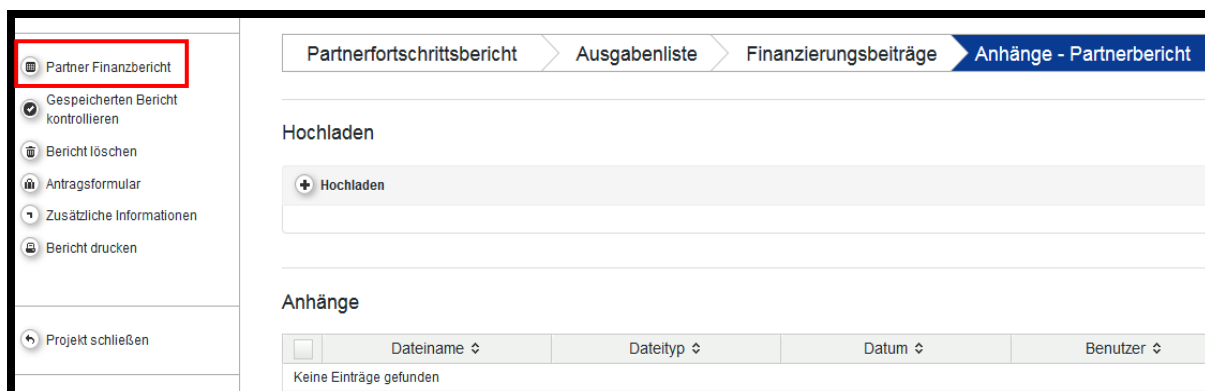 Partner Finanzbericht
Gespeicherten Bericht
kontrollieren
Bericht löschen
Antragsformular
Zusätzliche Informationen
Bericht drucken
Projekt schließen
Partnerfortschrittsbericht Ausgabenliste Finanzierungsbeiträge Anhänge - Partnerbericht
Hochladen
Hochladen
Anhänge
Dateiname Dateityp Datum Benutzer
Keine Einträge gefunden